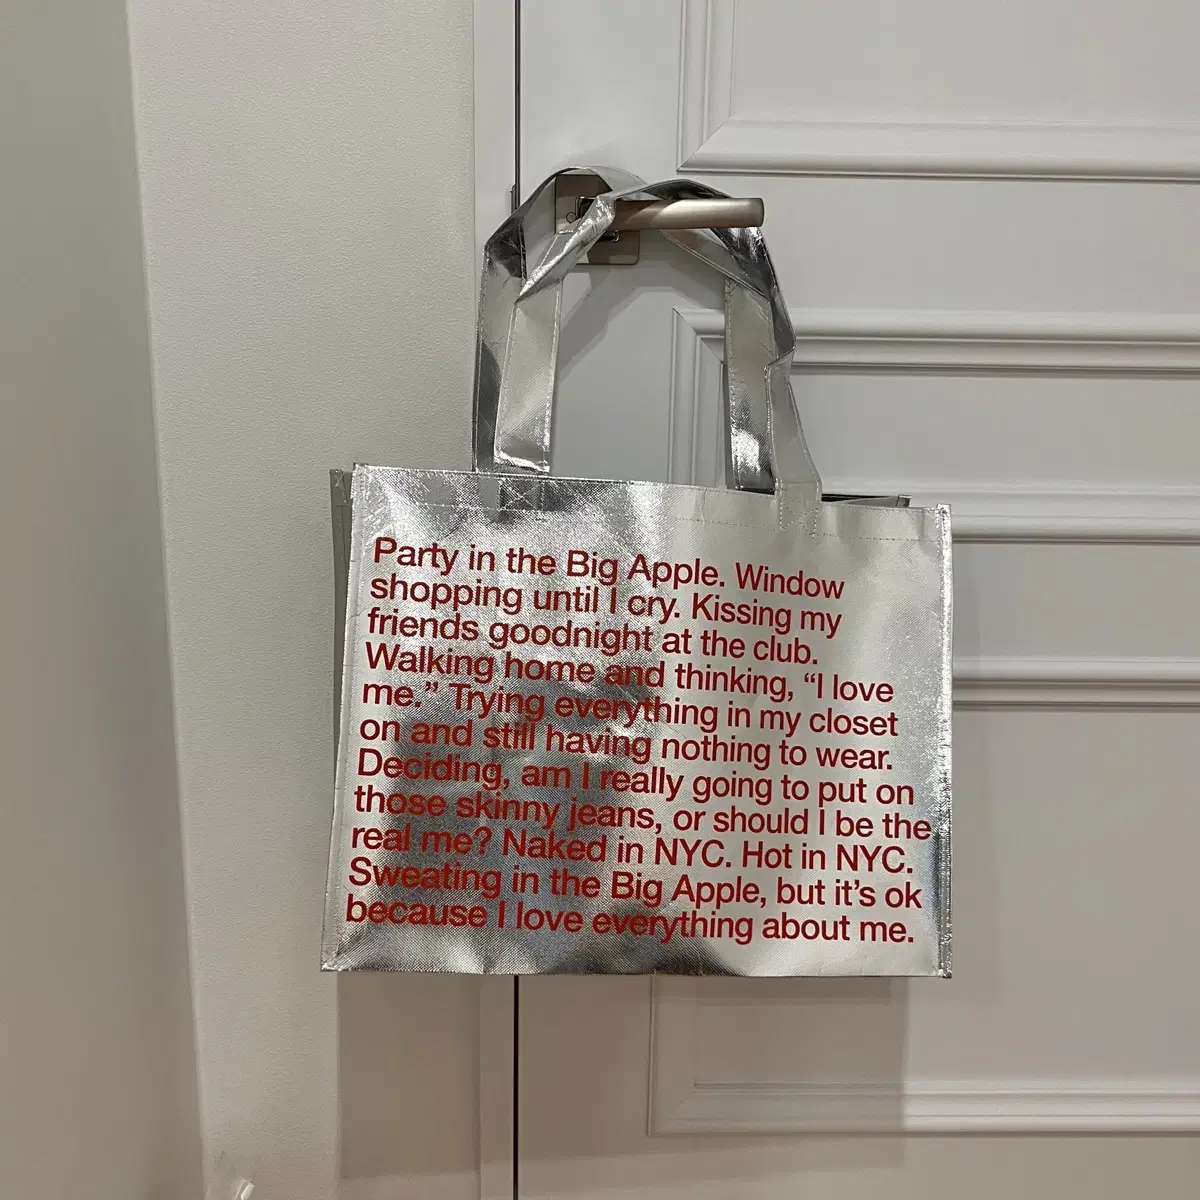 Party in the Big Apple. Window
shopping until I cry. Kissing my
friends goodnight at the club.
Walking home and thinking, “I love
me.” Trying everything in my closet
on and still having nothing to wear.
Deciding, am I really going to put on
those skinny jeans, or should I be the
real me? Naked in NYC. Hot in NYC.
Sweating in the Big Apple, but it’s ok
because I love everything about me.